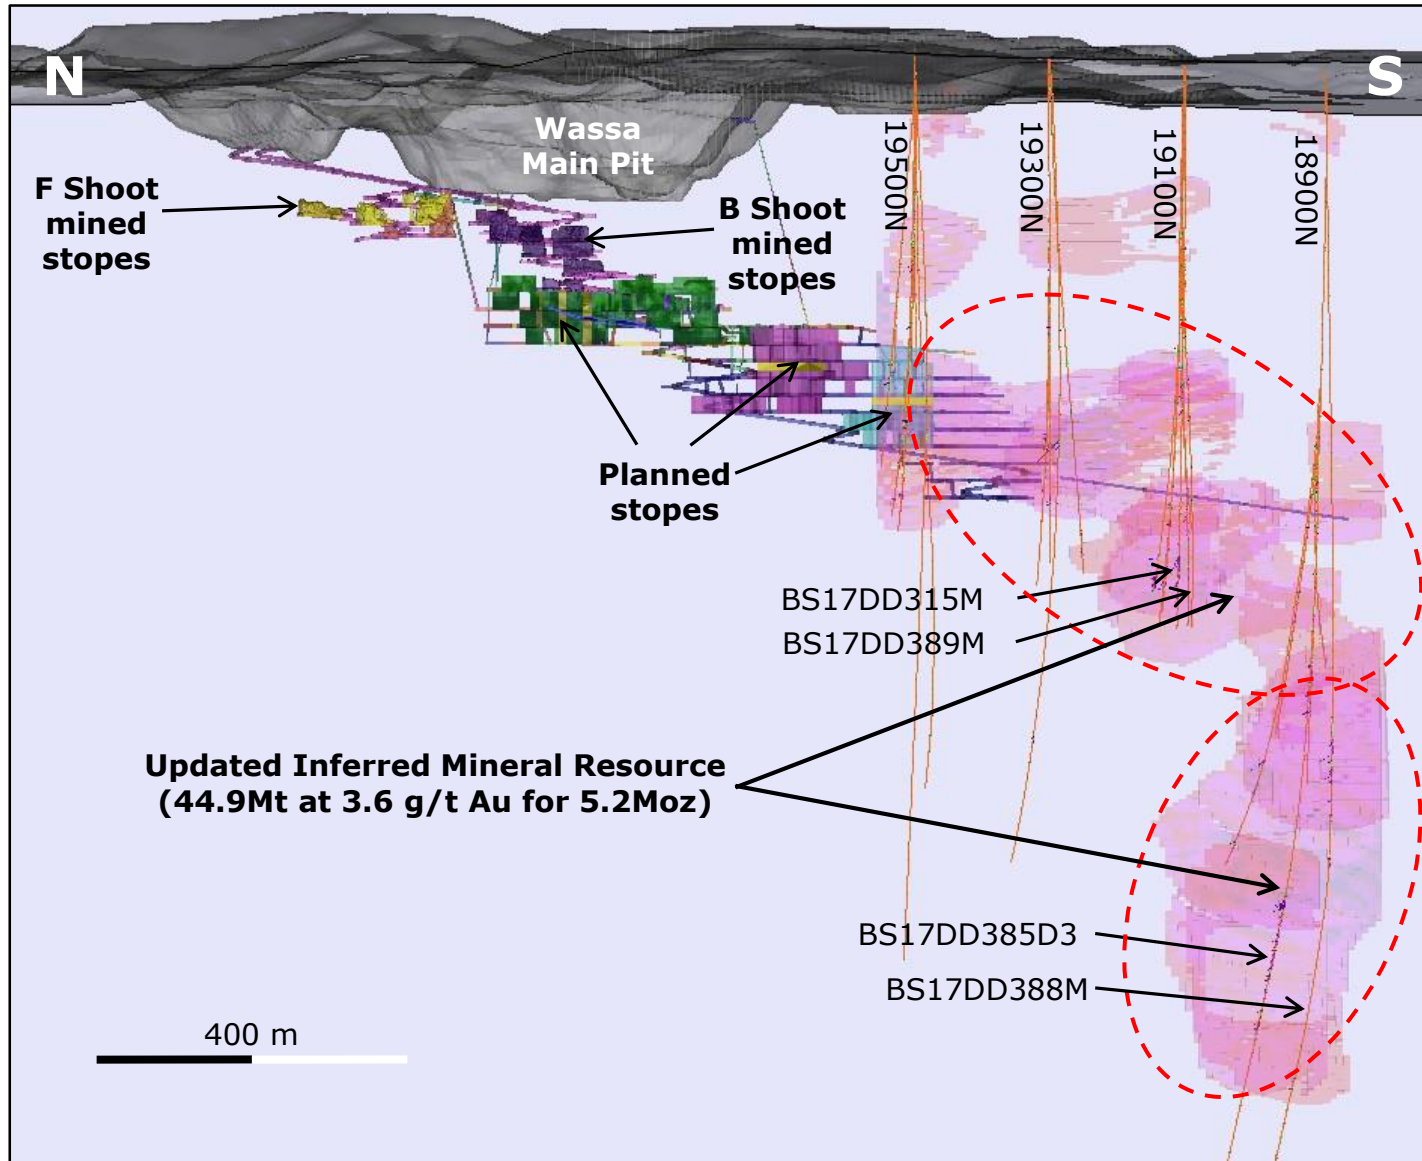 N
S
Wassa
Main Pit
19500N
19300N
19100N
18900N
F Shoot
mined
stopes
B Shoot
mined
stopes
Planned
stopes
BS17DD315M
BS17DD389M
Updated Inferred Mineral Resource
(44.9Mt at 3.6 g/t Au for 5.2Moz)
BS17DD385D3
BS17DD388M
400 m